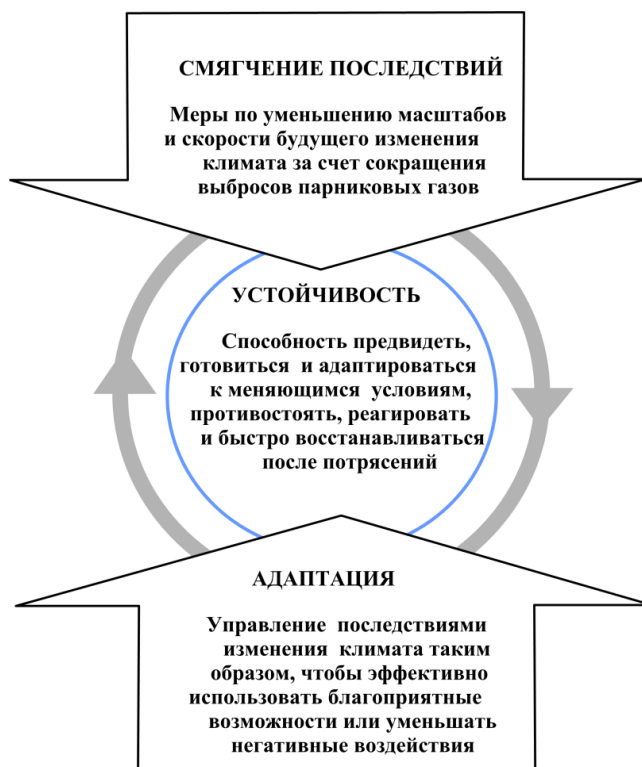 СМЯГЧЕНИЕ ПОСЛЕДСТВИЙ
Меры по уменьшению масштабов
и скорости будущего изменения
климата за счет сокращения
выбросов парниковых газов
УСТОЙЧИВОСТЬ
Способность предвидеть,
готовиться и адаптироваться
к меняющимся условиям,
противостоять, реагировать
и быстро восстанавливаться
после потрясений
АДАПТАЦИЯ
Управление последствиями
изменения климата таким
образом, чтобы эффективно
использовать благоприятные
возможности или уменьшать
негативные воздействия